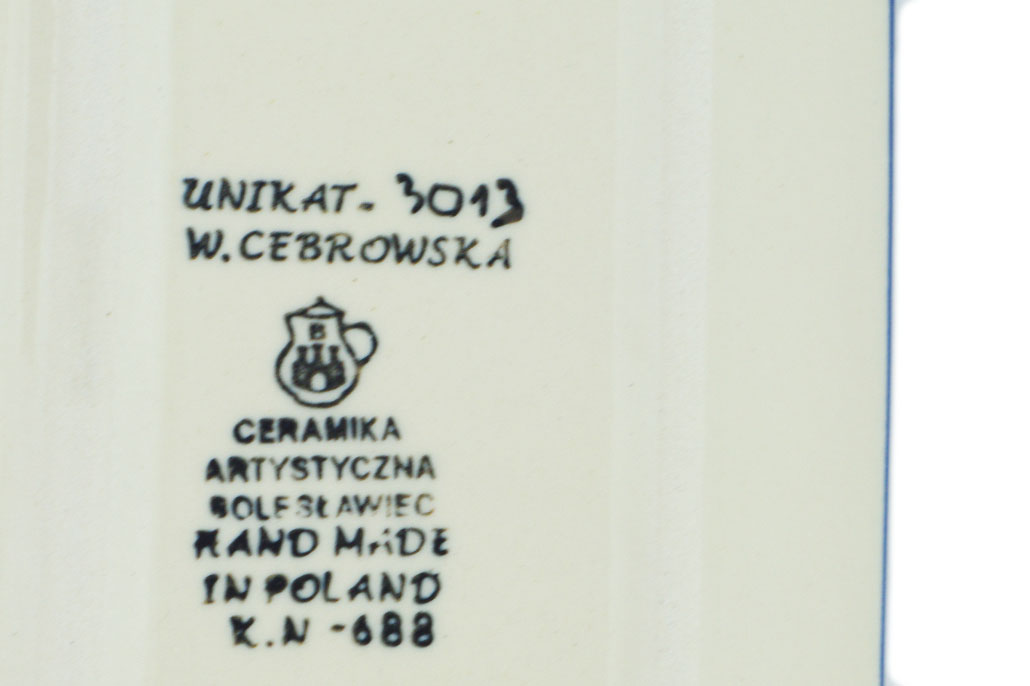 UNIKAT - 3013
W. CEBROWSKA
B
CERAMIKA
ARTYSTYCZNA
BOLESŁAWIEC
HAND MADE
IN POLAND
K.N - 688